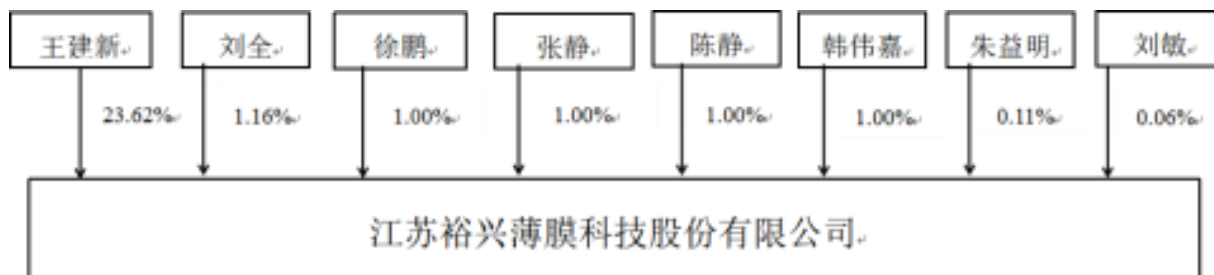 王建新 刘全 徐鹏 张静 陈静 韩伟嘉 朱益明 刘敏
23.62% 1.16% 1.00% 1.00% 1.00% 1.00% 0.11% 0.06%
江苏裕兴薄膜科技股份有限公司